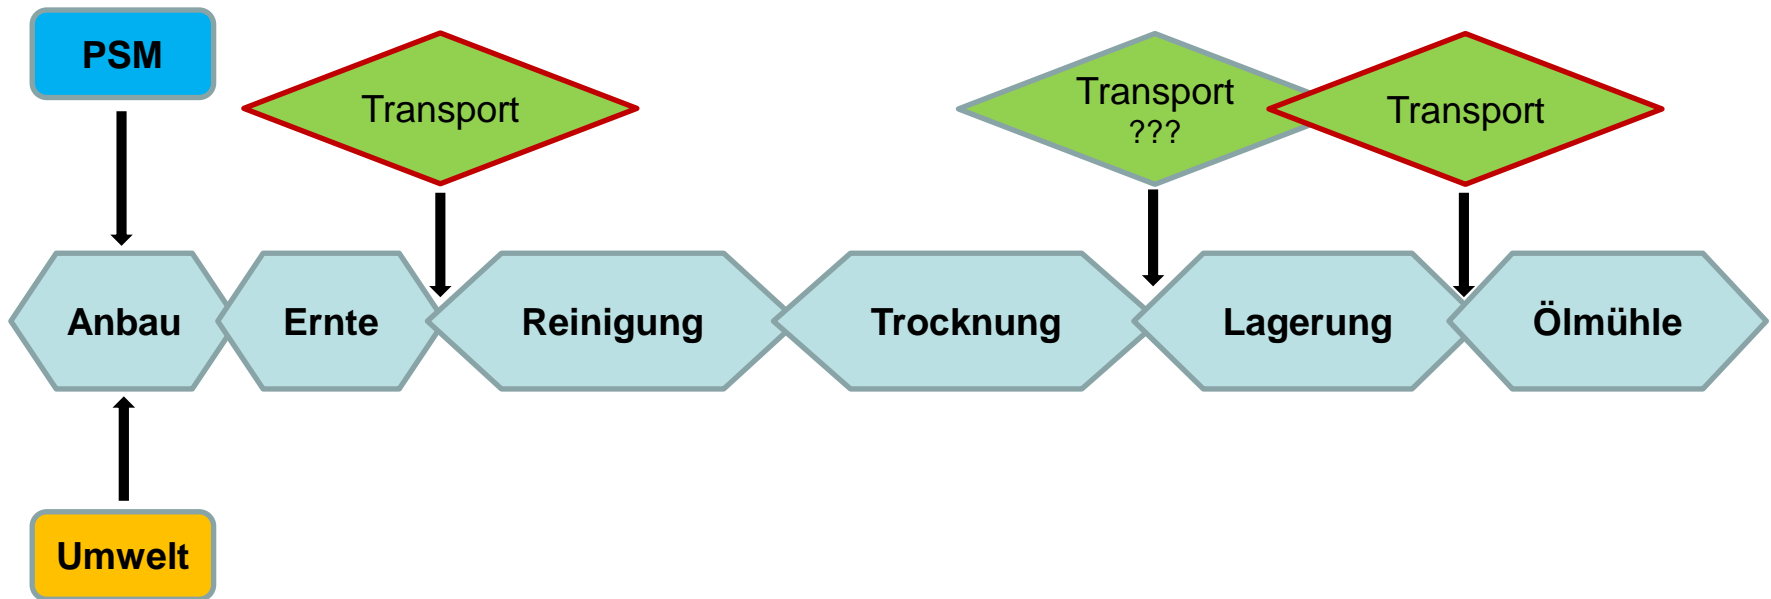 PSM
Transport
Transport
???
Transport
Anbau
Ernte
Reinigung
Trocknung
Lagerung
Ölmühle
Umwelt